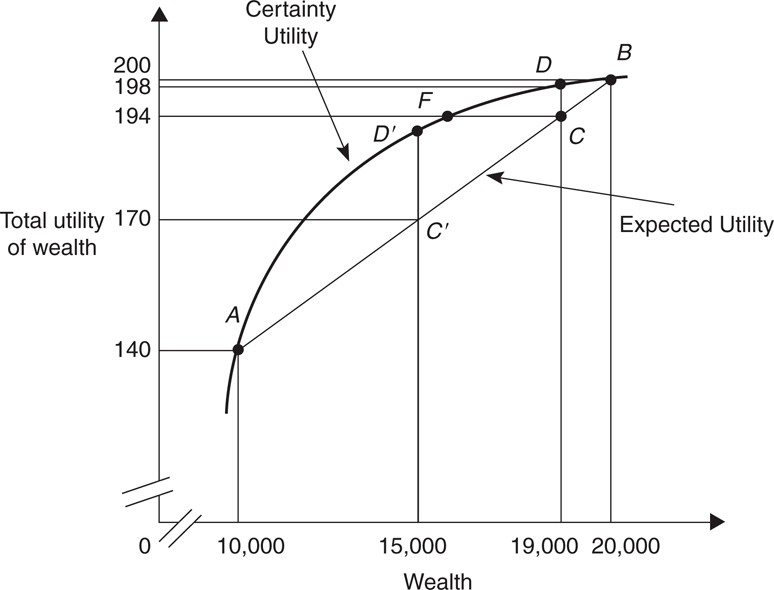 Certainty
Utility
200
198
194
170
140
Total utility
of wealth
D
B
F
D′
C
C′
A
Expected Utility
0
10,000
15,000
19,000
20,000
Wealth